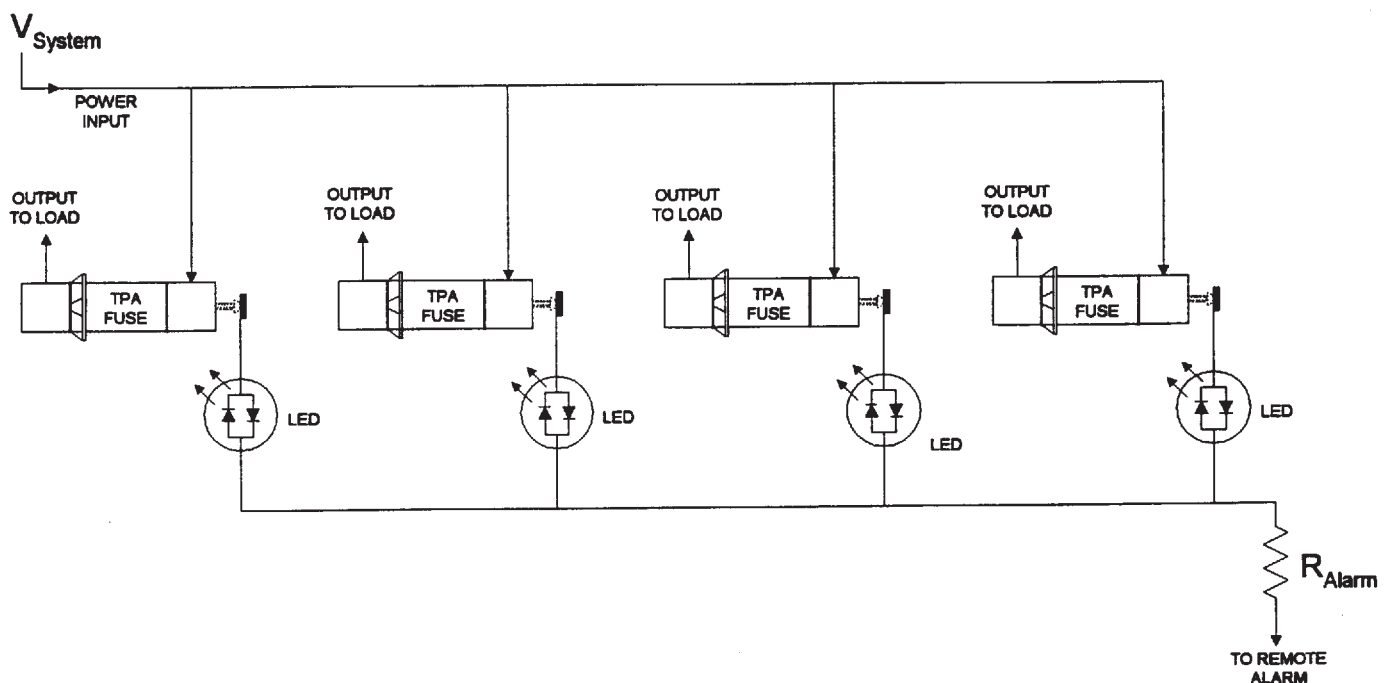 V System
POWER
INPUT
OUTPUT
TO LOAD
OUTPUT
TO LOAD
OUTPUT
TO LOAD
OUTPUT
TO LOAD
TPA
FUSE
TPA
FUSE
TPA
FUSE
TPA
FUSE
LED
LED
LED
LED
R Alarm
TO REMOTE
ALARM